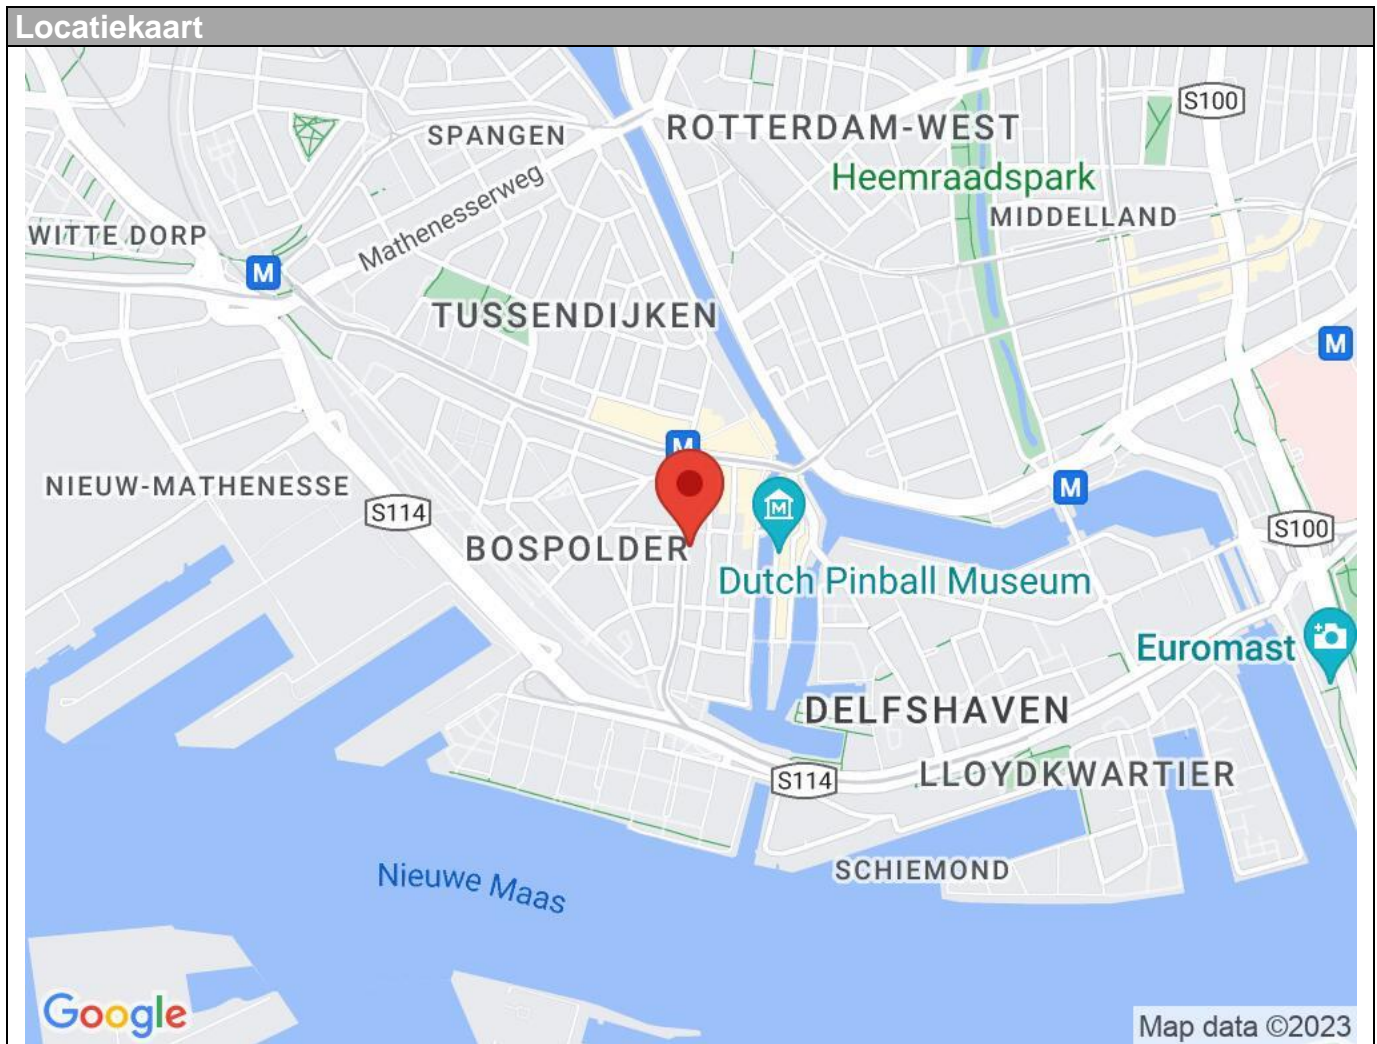 Locatiekaart
S100
SPANGEN
ROTTERDAM-WEST
Heemraadspark
Mathenesserweg
MIDDELLAND
WITTE DORP
M
TUSSENDIJKEN
M
M
NIEUW-MATHENESSE
M
S114
M
S100
BOSPOLDER
Dutch Pinball Museum
Euromast
DELFSHAVEN
S114
LLOYDKWARTIER
SCHIEMOND
Nieuwe Maas
Google
Map data ©2023